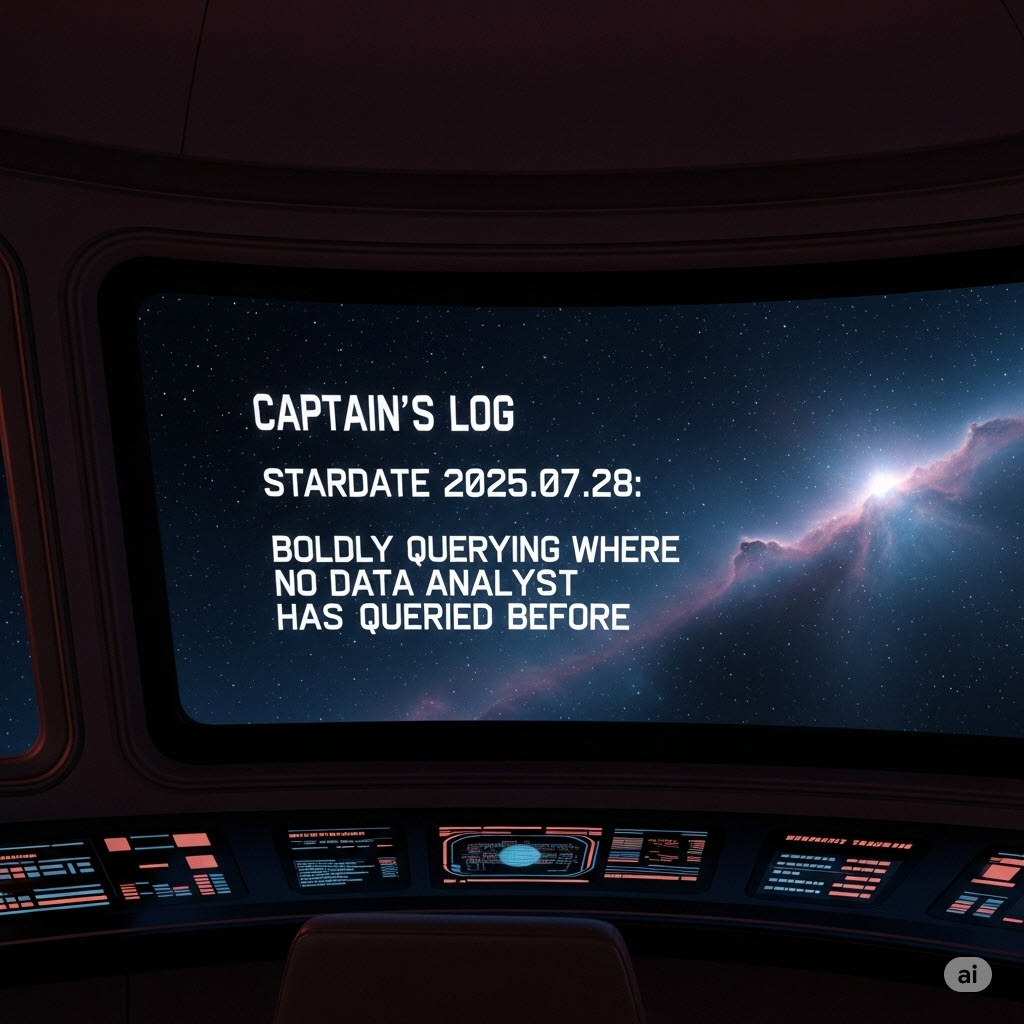 CAPTAIN'S LOG
STARDATE 2025.07.28:
BOLDLY QUERYING WHERE
NO DATA ANALYST
HAS QUERIED BEFORE
ai